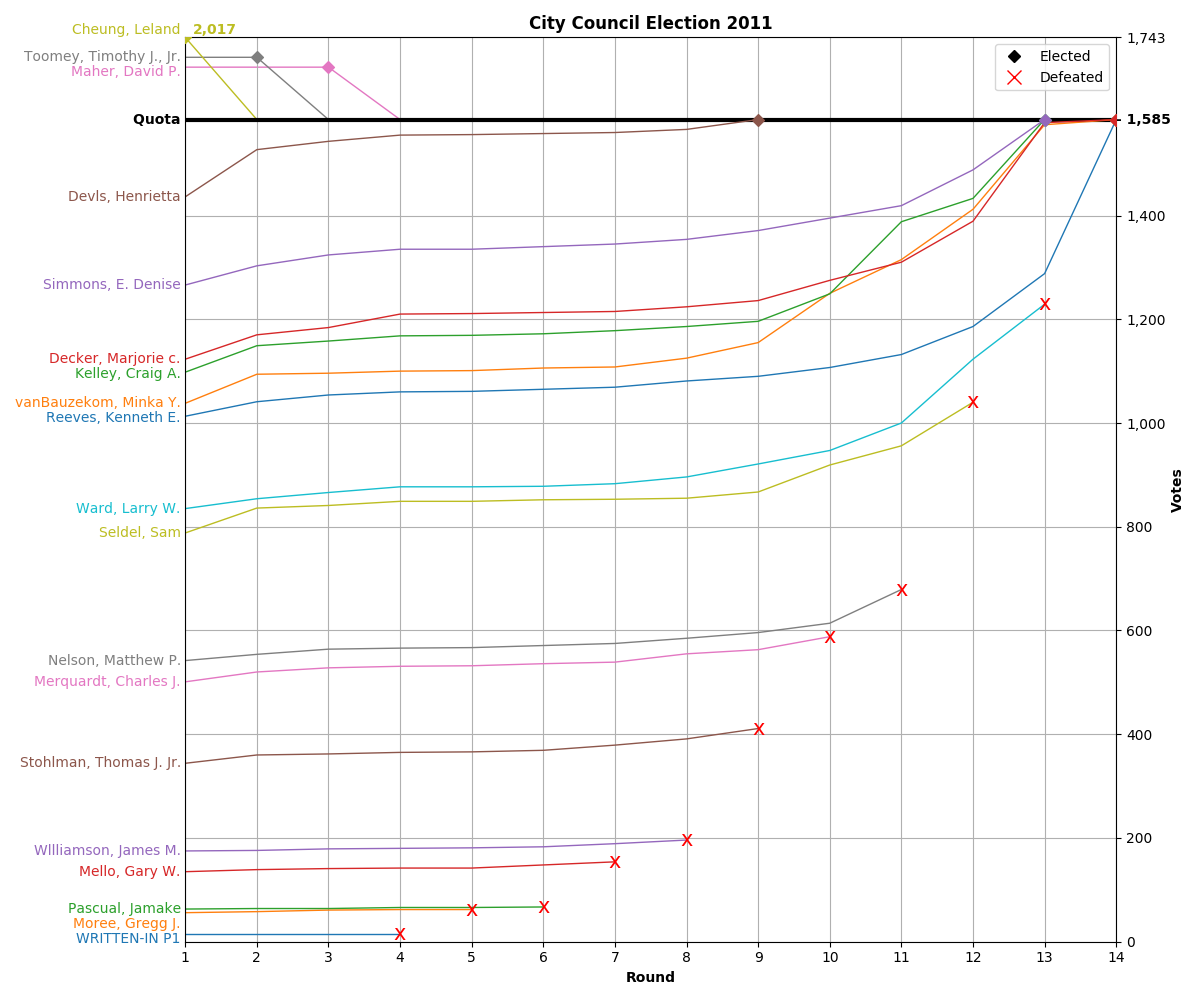 City Council Election 2011
Cheung, Leland 2,017
Toomey, Timothy J., Jr.
Maher, David P.
Quota
Devls, Henrietta
Simmons, E. Denise
Decker, Marjorie c.
Kelley, Craig A.
vanBauzekom, Minka Y.
Reeves, Kenneth E.
Ward, Larry W.
Seldel, Sam
Nelson, Matthew P.
Merquardt, Charles J.
Stohlman, Thomas J. Jr.
Wllliamson, James M.
Mello, Gary W.
Pascual, Jamake
Moree, Gregg J.
WRITTEN-IN P1
Elected
Defeated
1,743
1,585
1,400
1,200
1,000
800
600
400
200
0
Votes
1 2 3 4 5 6 7 8 9 10 11 12 13 14
Round